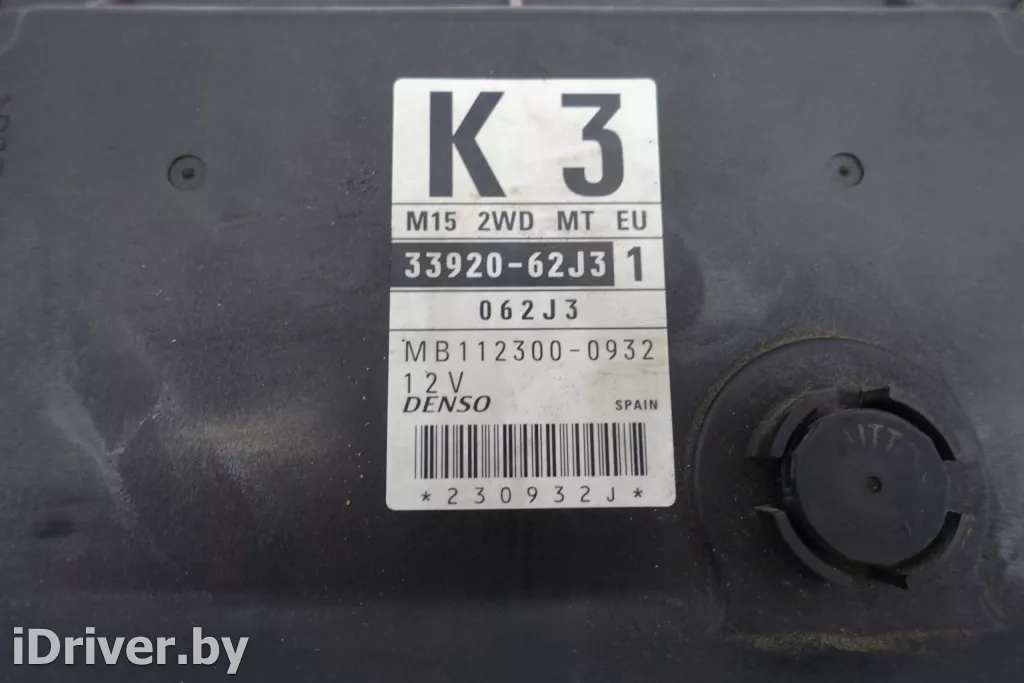 K 3
M15 2WD MT EU
33920-62J3 1
062J3
MB112300-0932
12V
DENSO SPAIN
*230932J*
iDriver.by